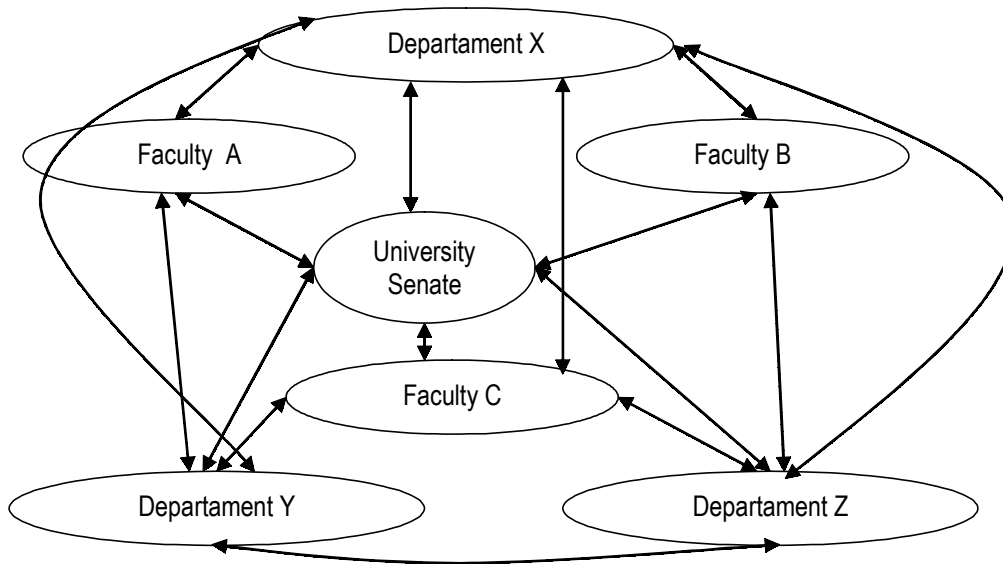 Departament X
Faculty A
Faculty B
University
Senate
Faculty C
Departament Y
Departament Z